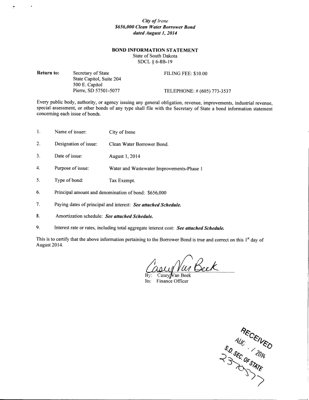 City of Irene
$656,000 Clean Water Borrower Bond
dated August 1, 2014
BOND INFORMATION STATEMENT
State of South Dakota
SDCL § 6-8B-19
Return to: Secretary of State FILING FEE: $10.00
State Capitol, Suite 204
500 E. Capitol
Pierre, SD 57501-5077 TELEPHONE: # (605) 773-3537
Every public body, authority, or agency issuing any general obligation, revenue, improvements, industrial revenue,
special assessment, or other bonds of any type shall file with the Secretary of State a bond information statement
concerning each issue of bonds.
1. Name of issuer: City of Irene
2. Designation of issue: Clean Water Borrower Bond.
3. Date of issue: August 1, 2014
4. Purpose of issue: Water and Wastewater Improvements-Phase 1
5. Type of bond: Tax Exempt.
6. Principal amount and denomination of bond: $656,000
7. Paying dates of principal and interest: See attached Schedule.
8. Amortization schedule: See attached Schedule.
9. Interest rate or rates, including total aggregate interest cost: See attached Schedule.
This is to certify that the above information pertaining to the Borrower Bond is true and correct on this 1st day of
August 2014.
Casey Van Beek
By: Casey Van Beek
Its: Finance Officer
RECEIVED
AUG 2014
S.D. SEC. OF STATE
2370577